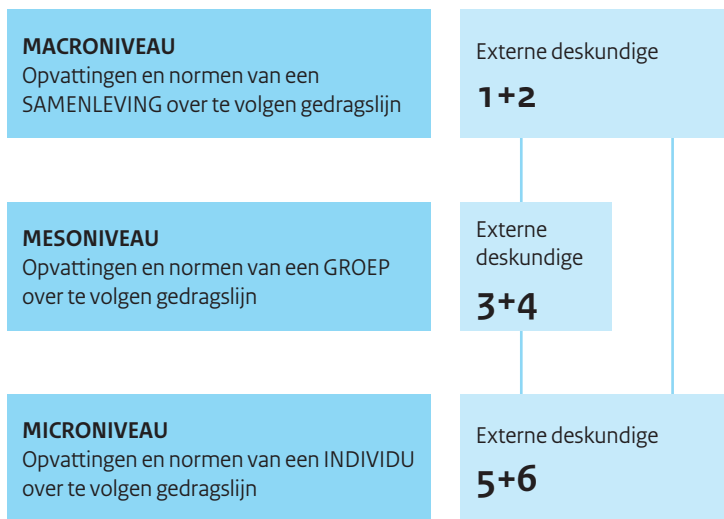 MACRONIVEAU
Opvattingen en normen van een
SAMENLEVING over te volgen gedragslijn
Externe deskundige
1+2
MESONIVEAU
Opvattingen en normen van een GROEP
over te volgen gedragslijn
Externe
deskundige
3+4
MICRONIVEAU
Opvattingen en normen van een INDIVIDU
over te volgen gedragslijn
Externe deskundige
5+6